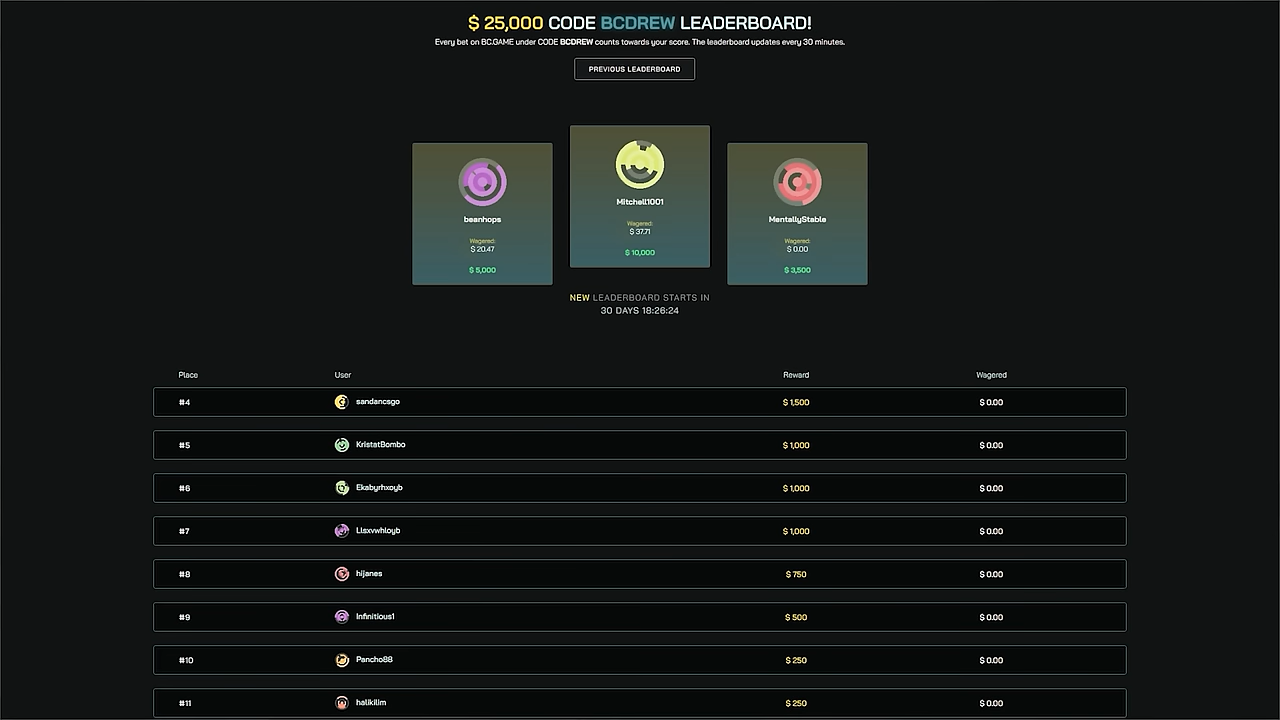 $ 25,000 CODE BCDREW LEADERBOARD!
Every bet on BC.GAME under CODE BCDREW counts towards your score. The leaderboard updates every 30 minutes.
PREVIOUS LEADERBOARD
beanhops
Wagered:
$ 20.47
$ 5,000
Mitchell1001
Wagered:
$ 37.71
$ 10,000
MentallyStable
Wagered:
$ 0.00
$ 3,500
NEW LEADERBOARD STARTS IN
30 DAYS 18:26:24
Place User Reward Wagered
#4 sandancsgo $ 1,500 $ 0.00
#5 KristatBombo $ 1,000 $ 0.00
#6 Ekabyrhxoyb $ 1,000 $ 0.00
#7 Llsxvwhloyb $ 1,000 $ 0.00
#8 hijanes $ 750 $ 0.00
#9 Infinitious1 $ 500 $ 0.00
#10 Pancho88 $ 250 $ 0.00
#11 halikilim $ 250 $ 0.00